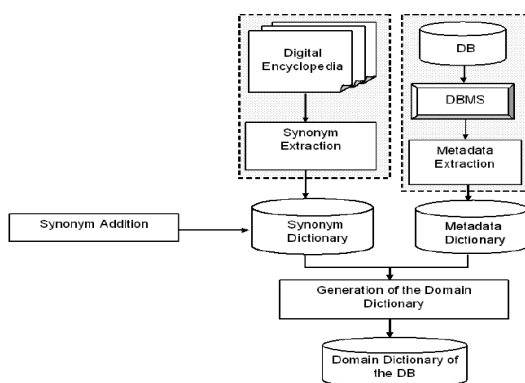 Digital
Encyclopedia
DB
DBMS
Synonym
Extraction
Metadata
Extraction
Synonym Addition
Synonym
Dictionary
Metadata
Dictionary
Generation of the Domain
Dictionary
Domain Dictionary of
the DB